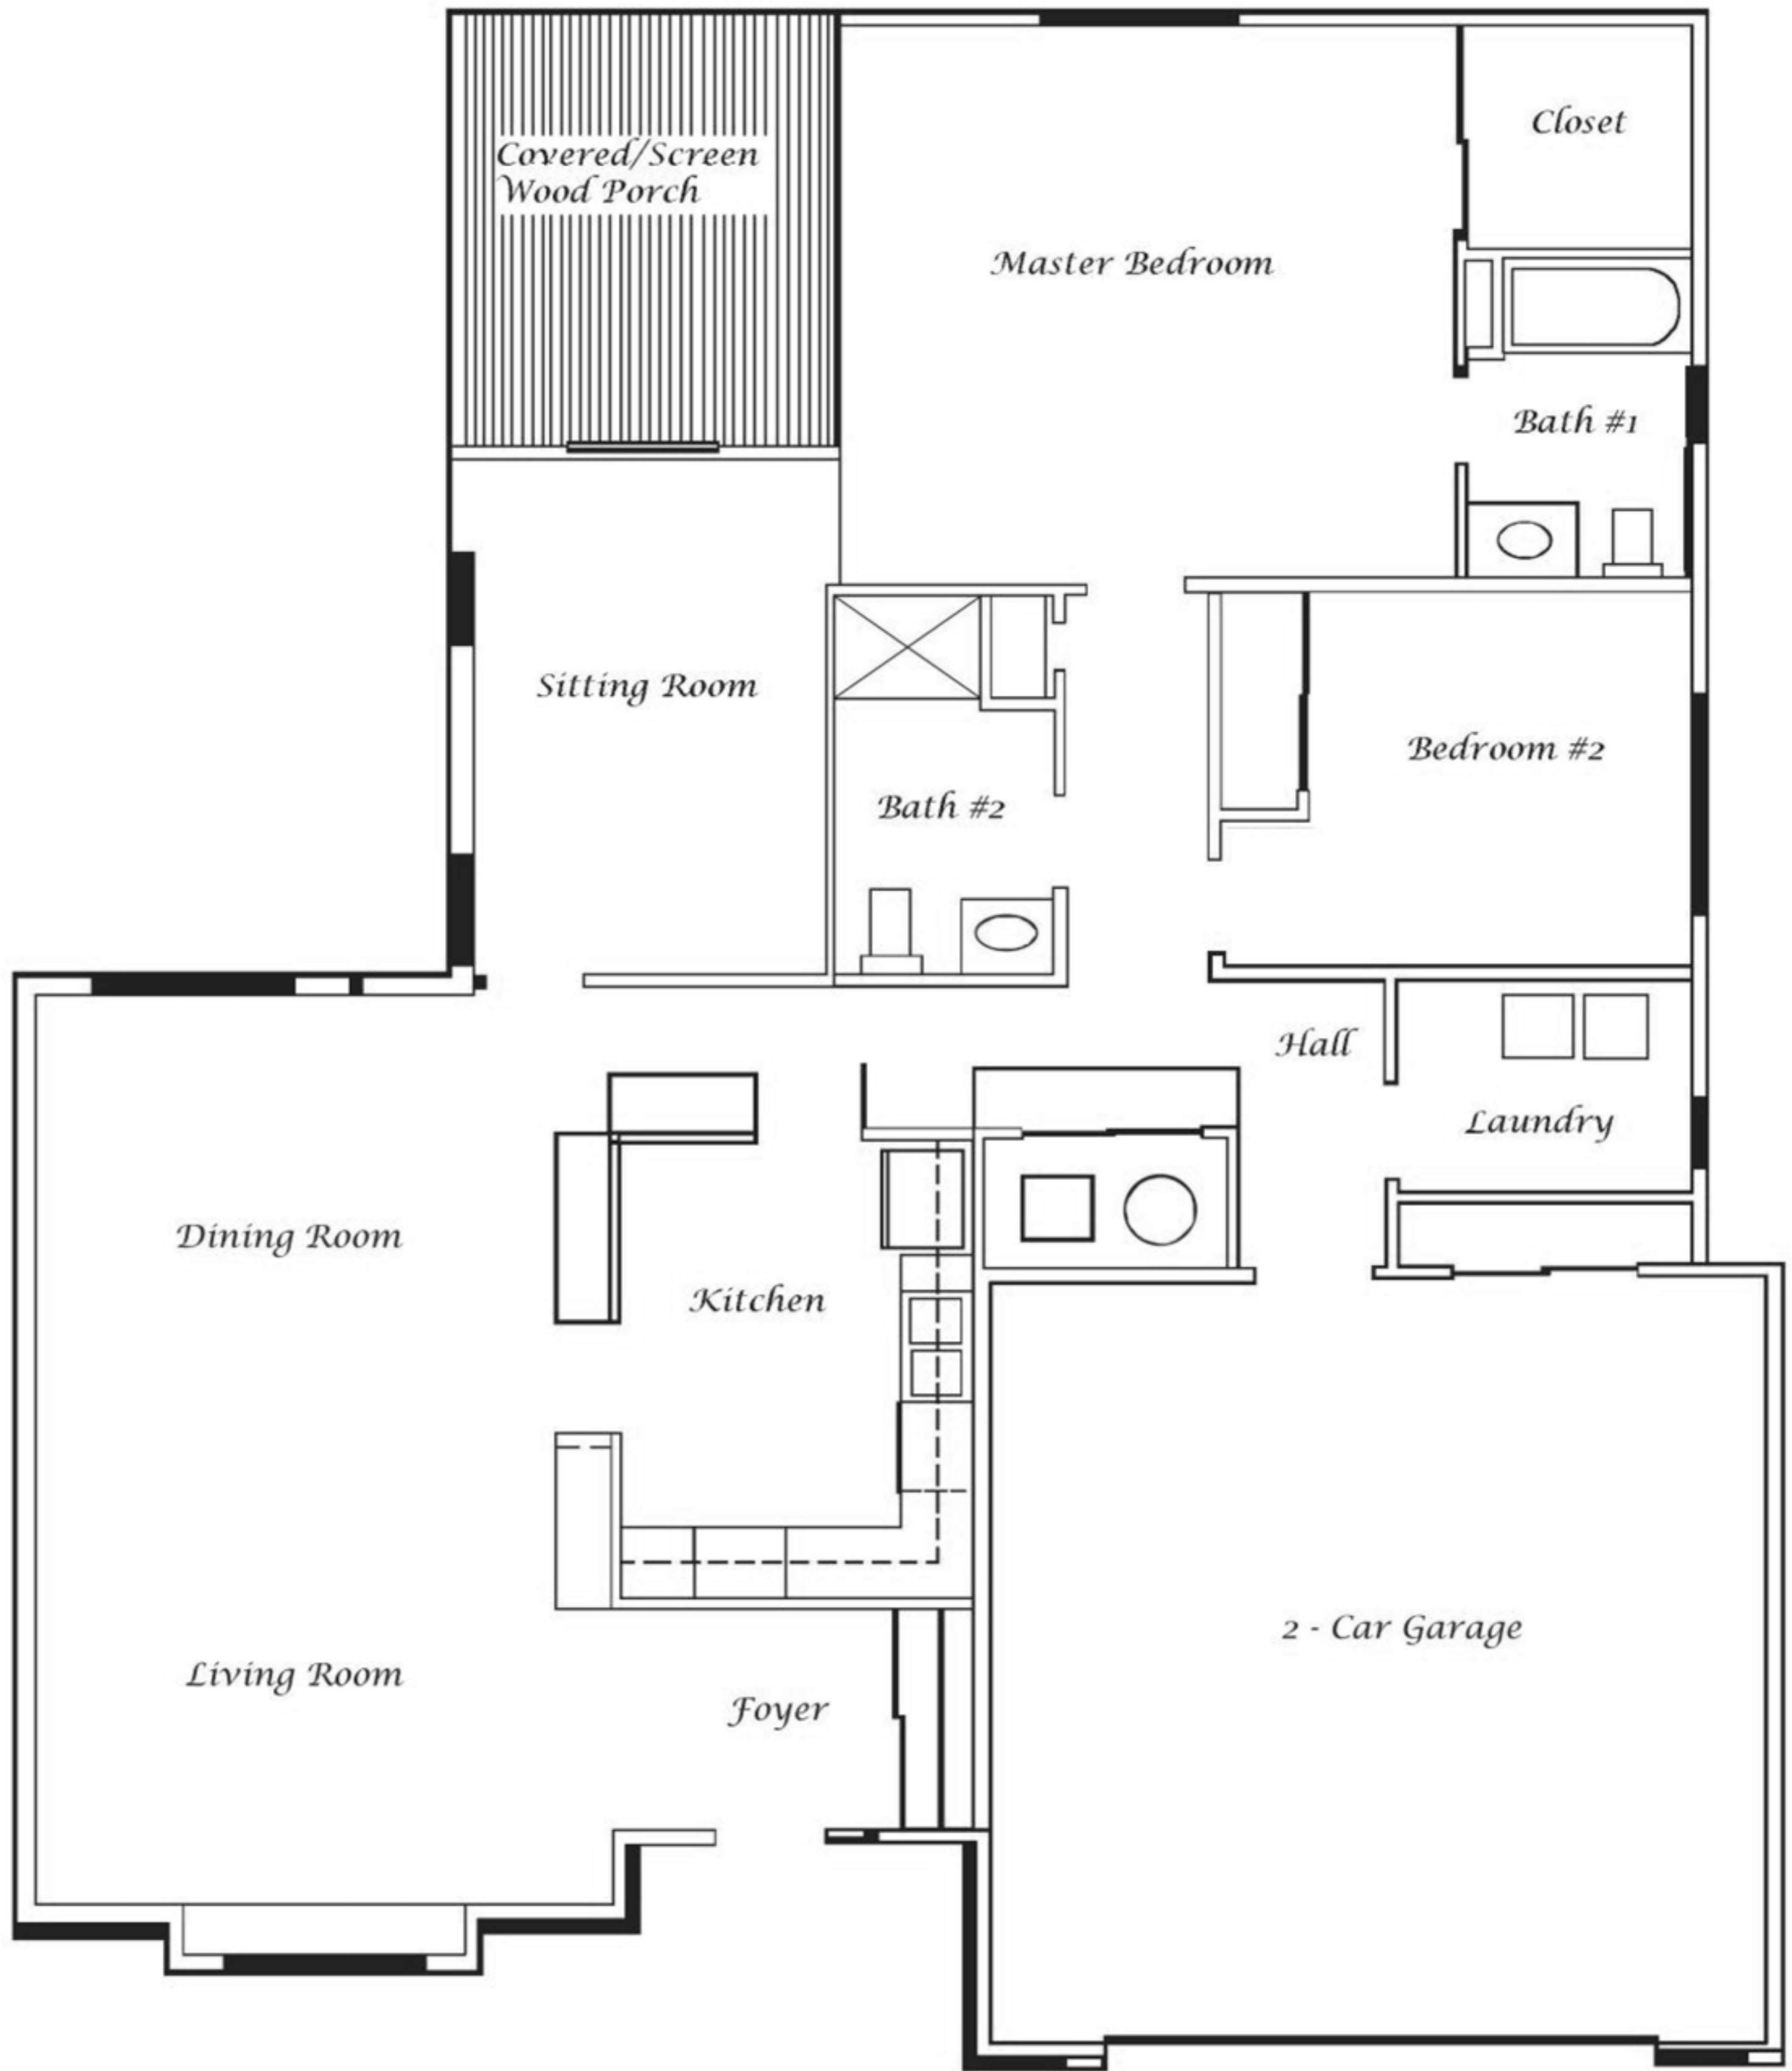 Covered/Screen
Wood Porch
Closet
Master Bedroom
Bath #1
Sitting Room
Bedroom #2
Bath #2
Hall
Laundry
Dining Room
Kitchen
2 - Car Garage
Living Room
Foyer